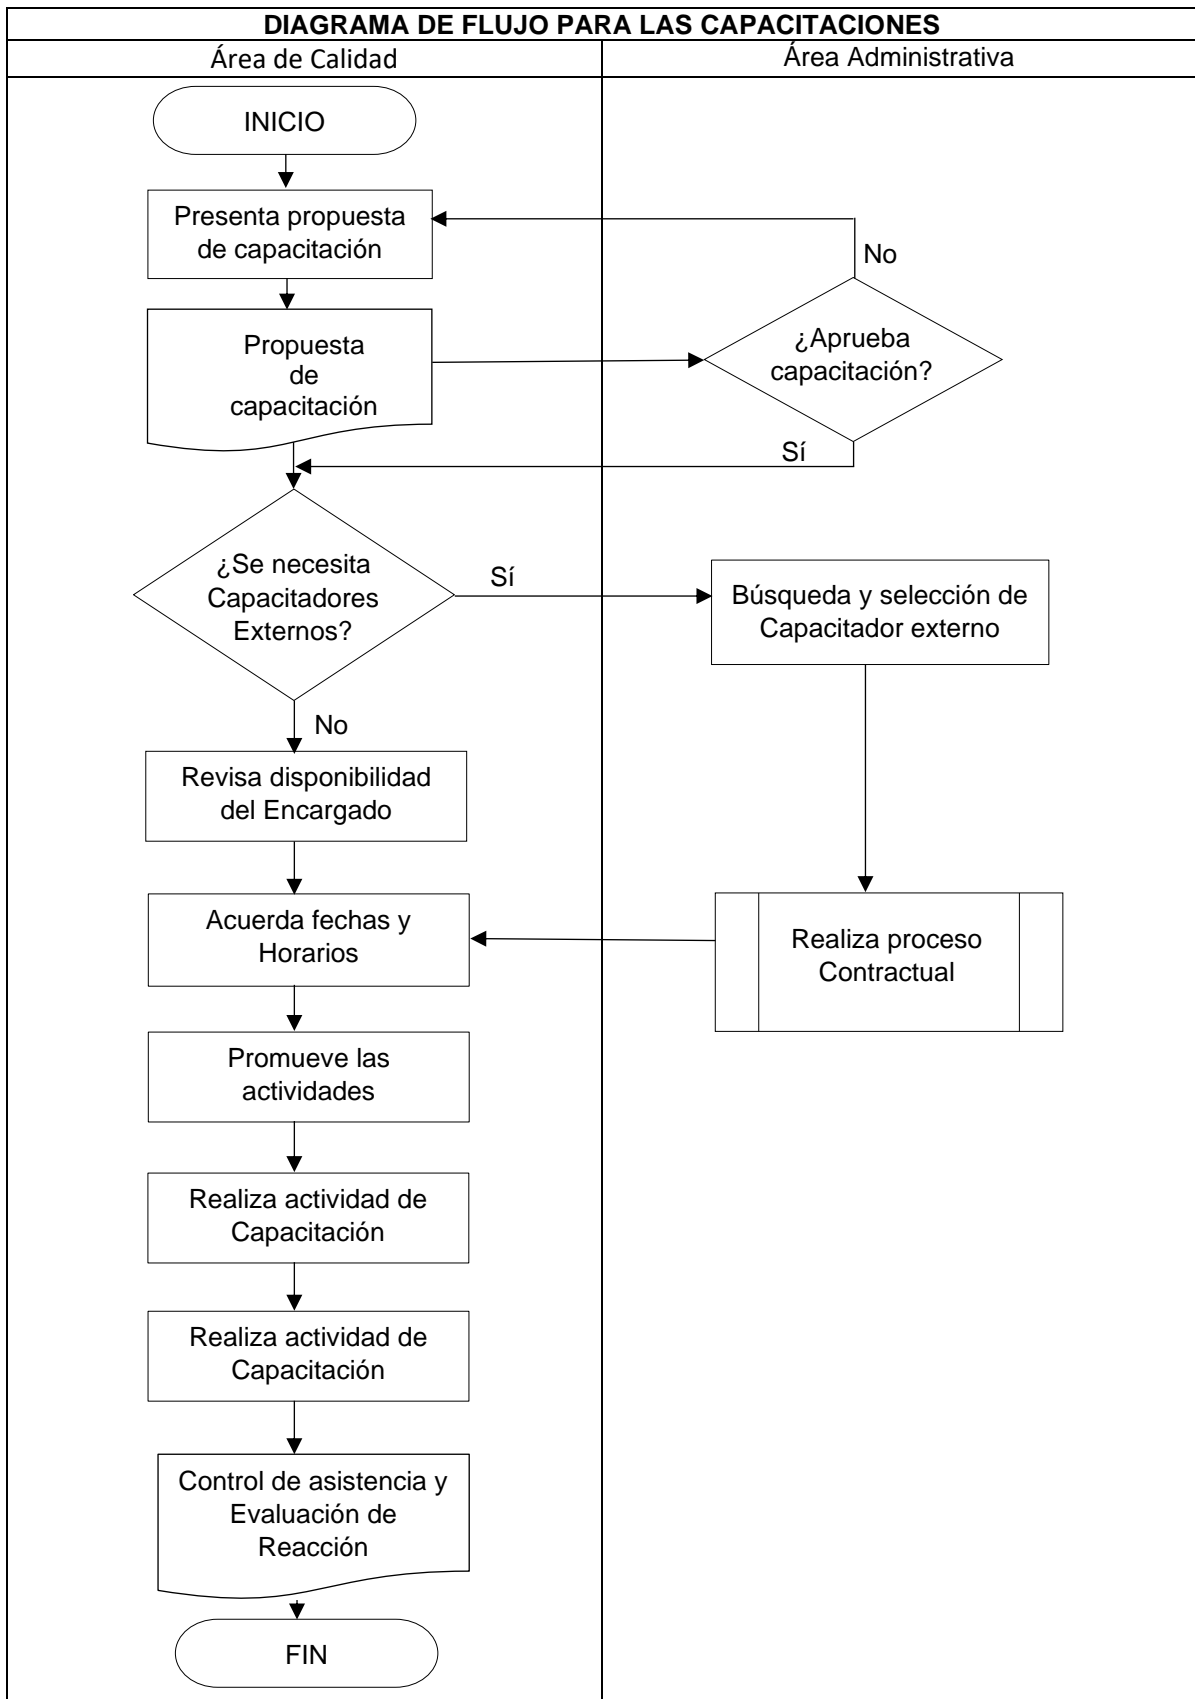 DIAGRAMA DE FLUJO PARA LAS CAPACITACIONES
Área de Calidad
Área Administrativa
INICIO
Presenta propuesta
de capacitación
No
Propuesta
de
capacitación
¿Aprueba
capacitación?
Sí
¿Se necesita
Capacitadores
Externos?
Sí
Búsqueda y selección de
Capacitador externo
No
Revisa disponibilidad
del Encargado
Acuerda fechas y
Horarios
Realiza proceso
Contractual
Promueve las
actividades
Realiza actividad de
Capacitación
Realiza actividad de
Capacitación
Control de asistencia y
Evaluación de
Reacción
FIN